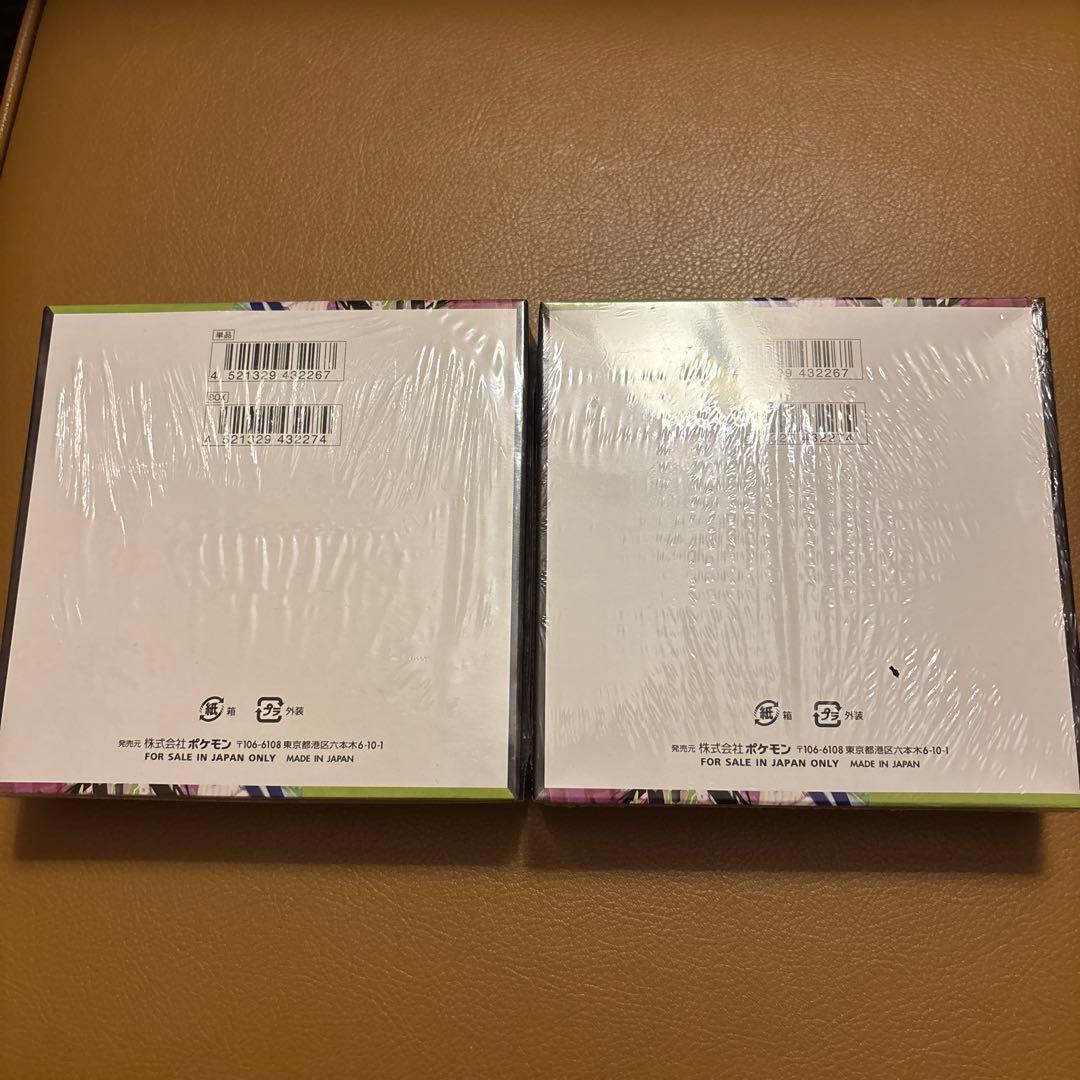 単品
4 521329 432267
BOX
4 521329 432274
紙 箱 プラ 外装
発売元 株式会社 ポケモン 〒106-6108 東京都港区六本木6-10-1
FOR SALE IN JAPAN ONLY MADE IN JAPAN
29 432267
432274
紙 箱 プラ 外装
発売元 株式会社 ポケモン 〒106-6108 東京都港区六本木6-10-1
FOR SALE IN JAPAN ONLY MADE IN JAPAN